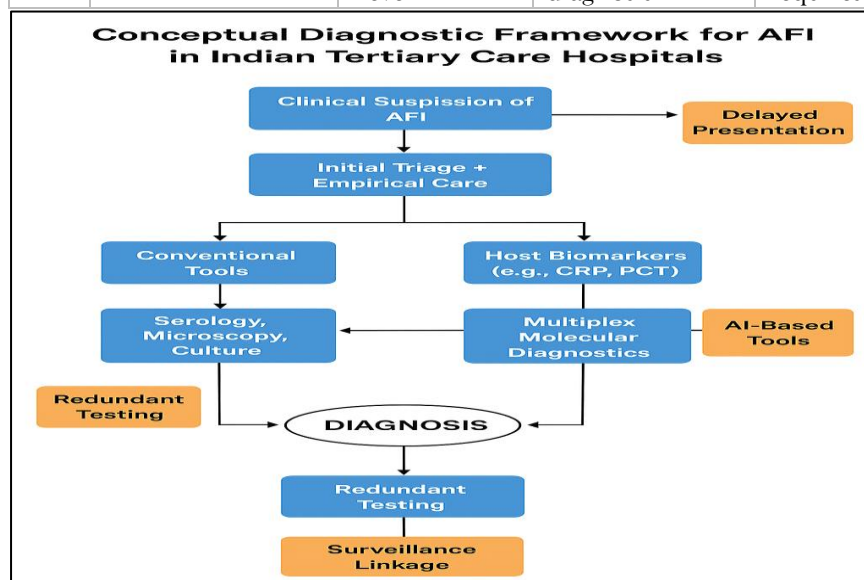 Conceptual Diagnostic Framework for AFI
in Indian Tertiary Care Hospitals
Clinical Suspission of
AFI
Delayed
Presentation
Initial Triage +
Empirical Care
Conventional
Tools
Host Biomarkers
(e.g., CRP, PCT)
Serology,
Microscopy,
Culture
Multiplex
Molecular
Diagnostics
AI-Based
Tools
Redundant
Testing
DIAGNOSIS
Redundant
Testing
Surveillance
Linkage